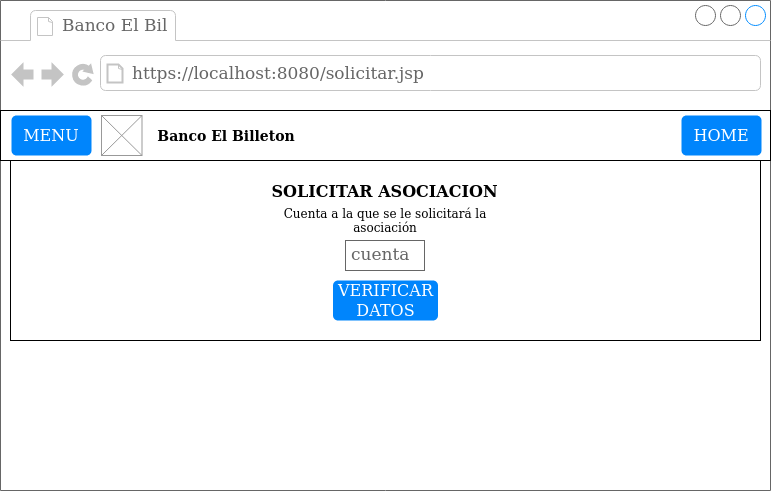 Banco El Bil
https://localhost:8080/solicitar.jsp
MENU
Banco El Billeton
HOME
SOLICITAR ASOCIACION
Cuenta a la que se le solicitará la
asociación
cuenta
VERIFICAR
DATOS